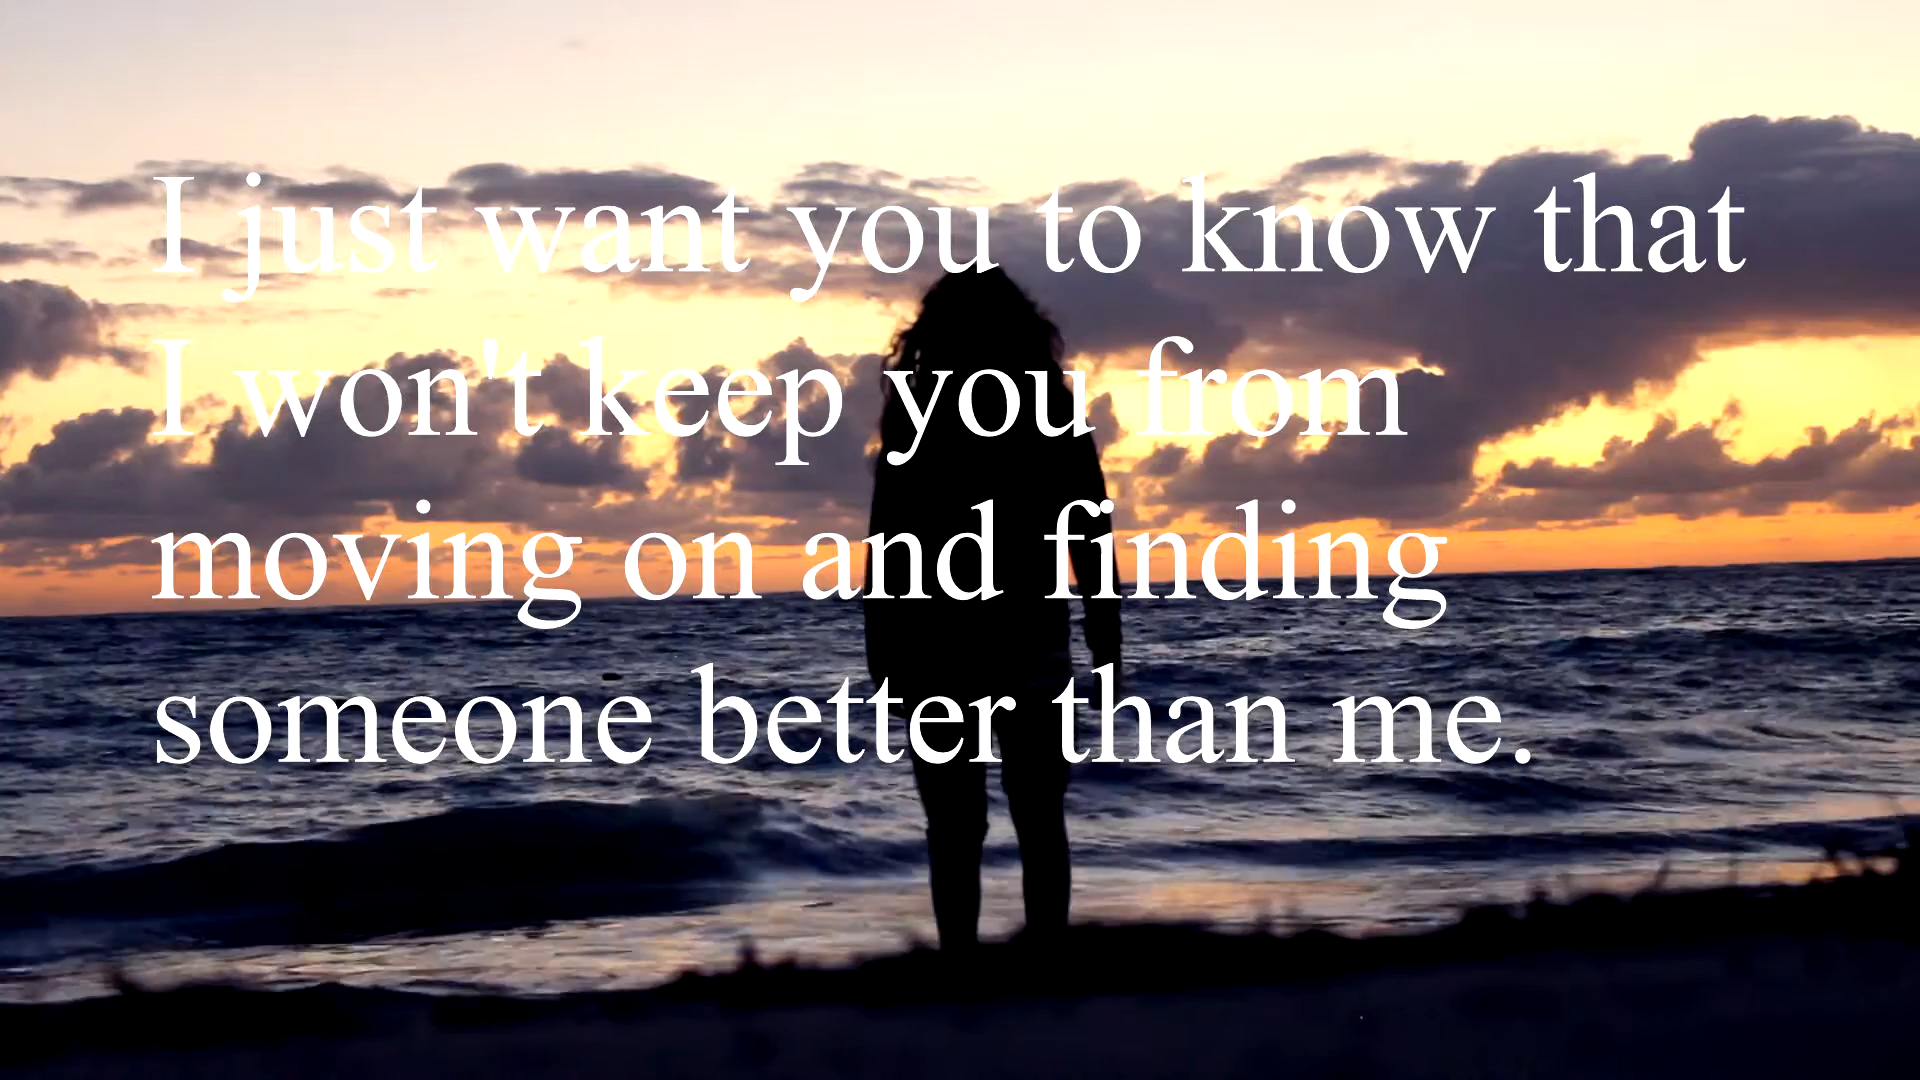 I just want you to know that
I won't keep you from
moving on and finding
someone better than me.